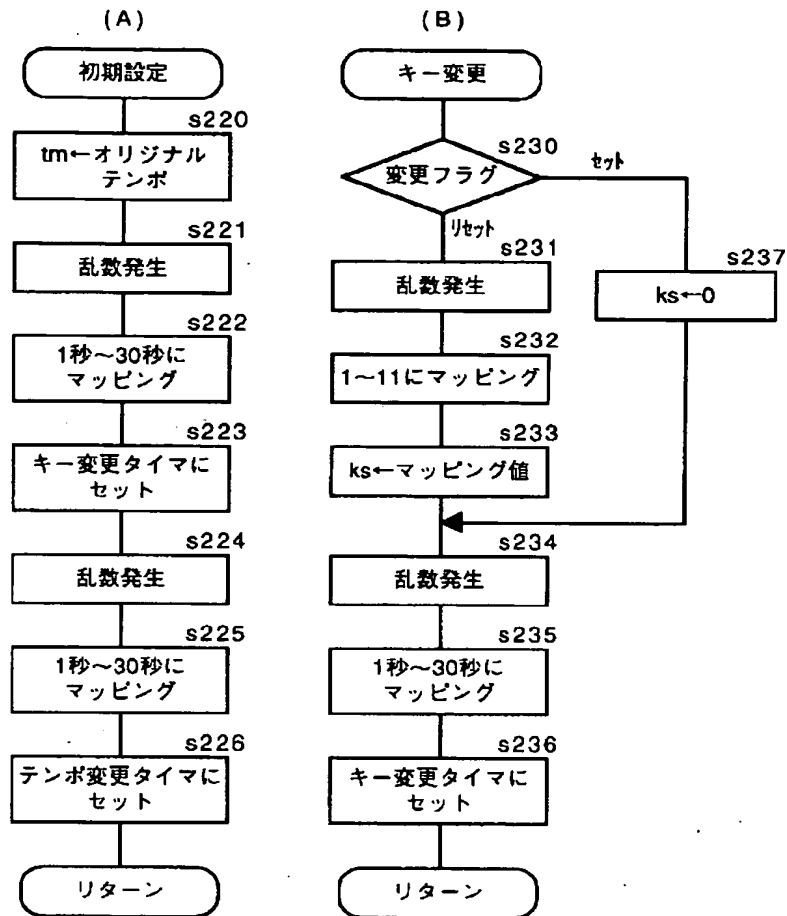 (A)
初期設定
s220
tm←オリジナル
テンポ
s221
乱数発生
s222
1秒～30秒に
マッピング
s223
キー変更タイマに
セット
s224
乱数発生
s225
1秒～30秒に
マッピング
s226
テンポ変更タイマに
セット
リターン
(B)
キー変更
s230
変更フラグ
セット
リセット
s231
乱数発生
s237
ks←0
s232
1～11にマッピング
s233
ks←マッピング値
s234
乱数発生
s235
1秒～30秒に
マッピング
s236
キー変更タイマに
セット
リターン